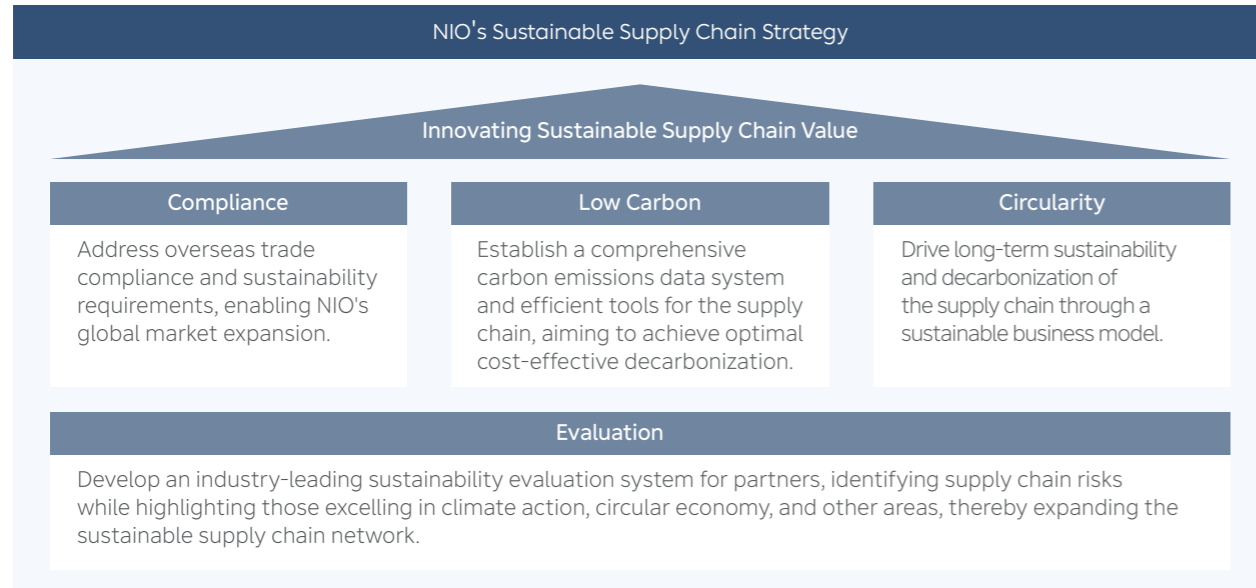 NIO's Sustainable Supply Chain Strategy
Innovating Sustainable Supply Chain Value
Compliance
Address overseas trade
compliance and sustainability
requirements, enabling NIO's
global market expansion.
Low Carbon
Establish a comprehensive
carbon emissions data system
and efficient tools for the supply
chain, aiming to achieve optimal
cost-effective decarbonization.
Circularity
Drive long-term sustainability
and decarbonization of
the supply chain through a
sustainable business model.
Evaluation
Develop an industry-leading sustainability evaluation system for partners, identifying supply chain risks
while highlighting those excelling in climate action, circular economy, and other areas, thereby expanding the
sustainable supply chain network.